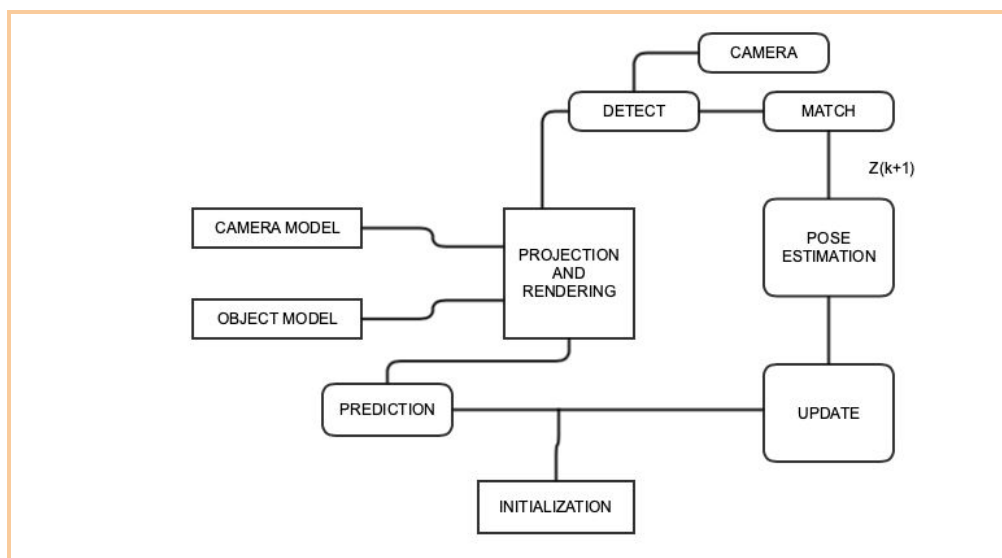 CAMERA
DETECT
MATCH
Z(k+1)
CAMERA MODEL
PROJECTION
AND
RENDERING
POSE
ESTIMATION
OBJECT MODEL
PREDICTION
UPDATE
INITIALIZATION